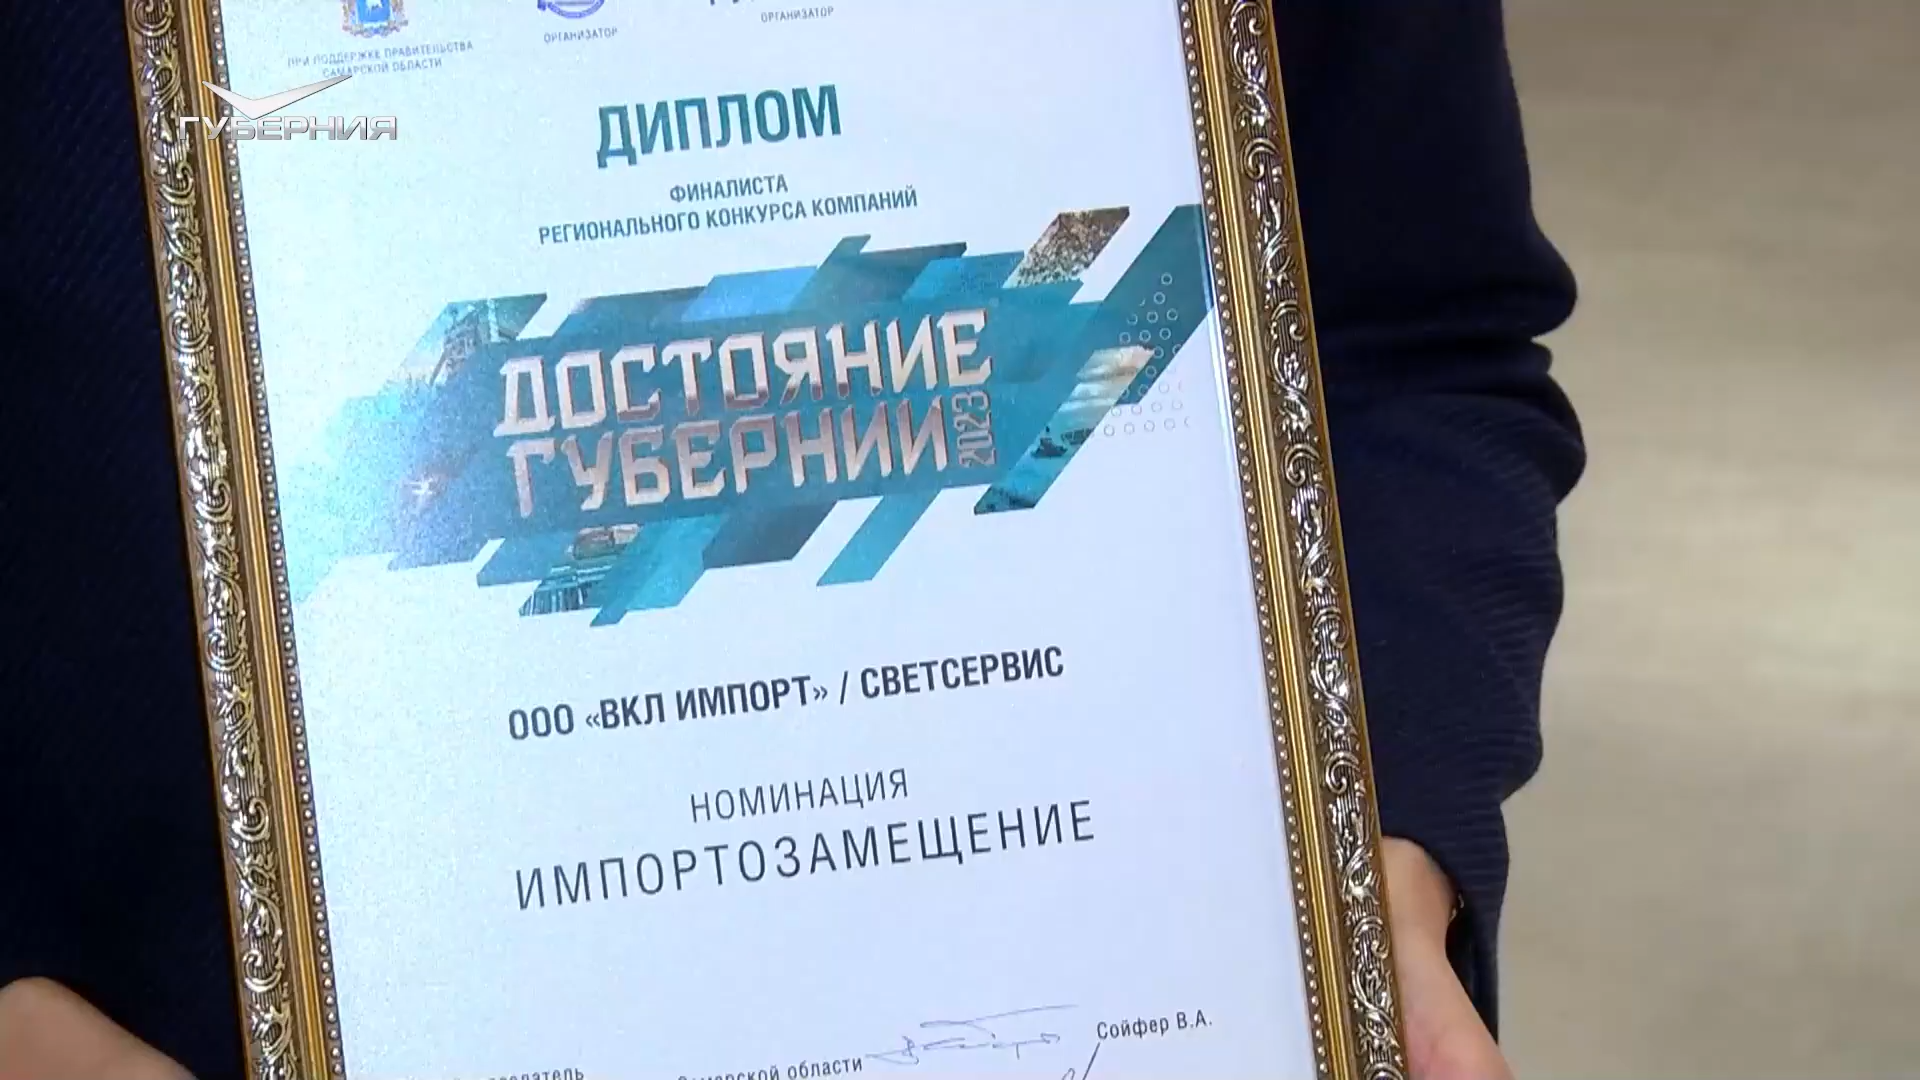 ПРИ ПОДДЕРЖКЕ ПРАВИТЕЛЬСТВА
САМАРСКОЙ ОБЛАСТИ
ОРГАНИЗАТОР
ОРГАНИЗАТОР
ГУБЕРНИЯ
ДИПЛОМ
ФИНАЛИСТА
РЕГИОНАЛЬНОГО КОНКУРСА КОМПАНИЙ
ДОСТОЯНИЕ
ГУБЕРНИИ 2023
ООО «ВКЛ ИМПОРТ» / СВЕТСЕРВИС
НОМИНАЦИЯ
ИМПОРТОЗАМЕЩЕНИЕ
Сойфер В.А.
области